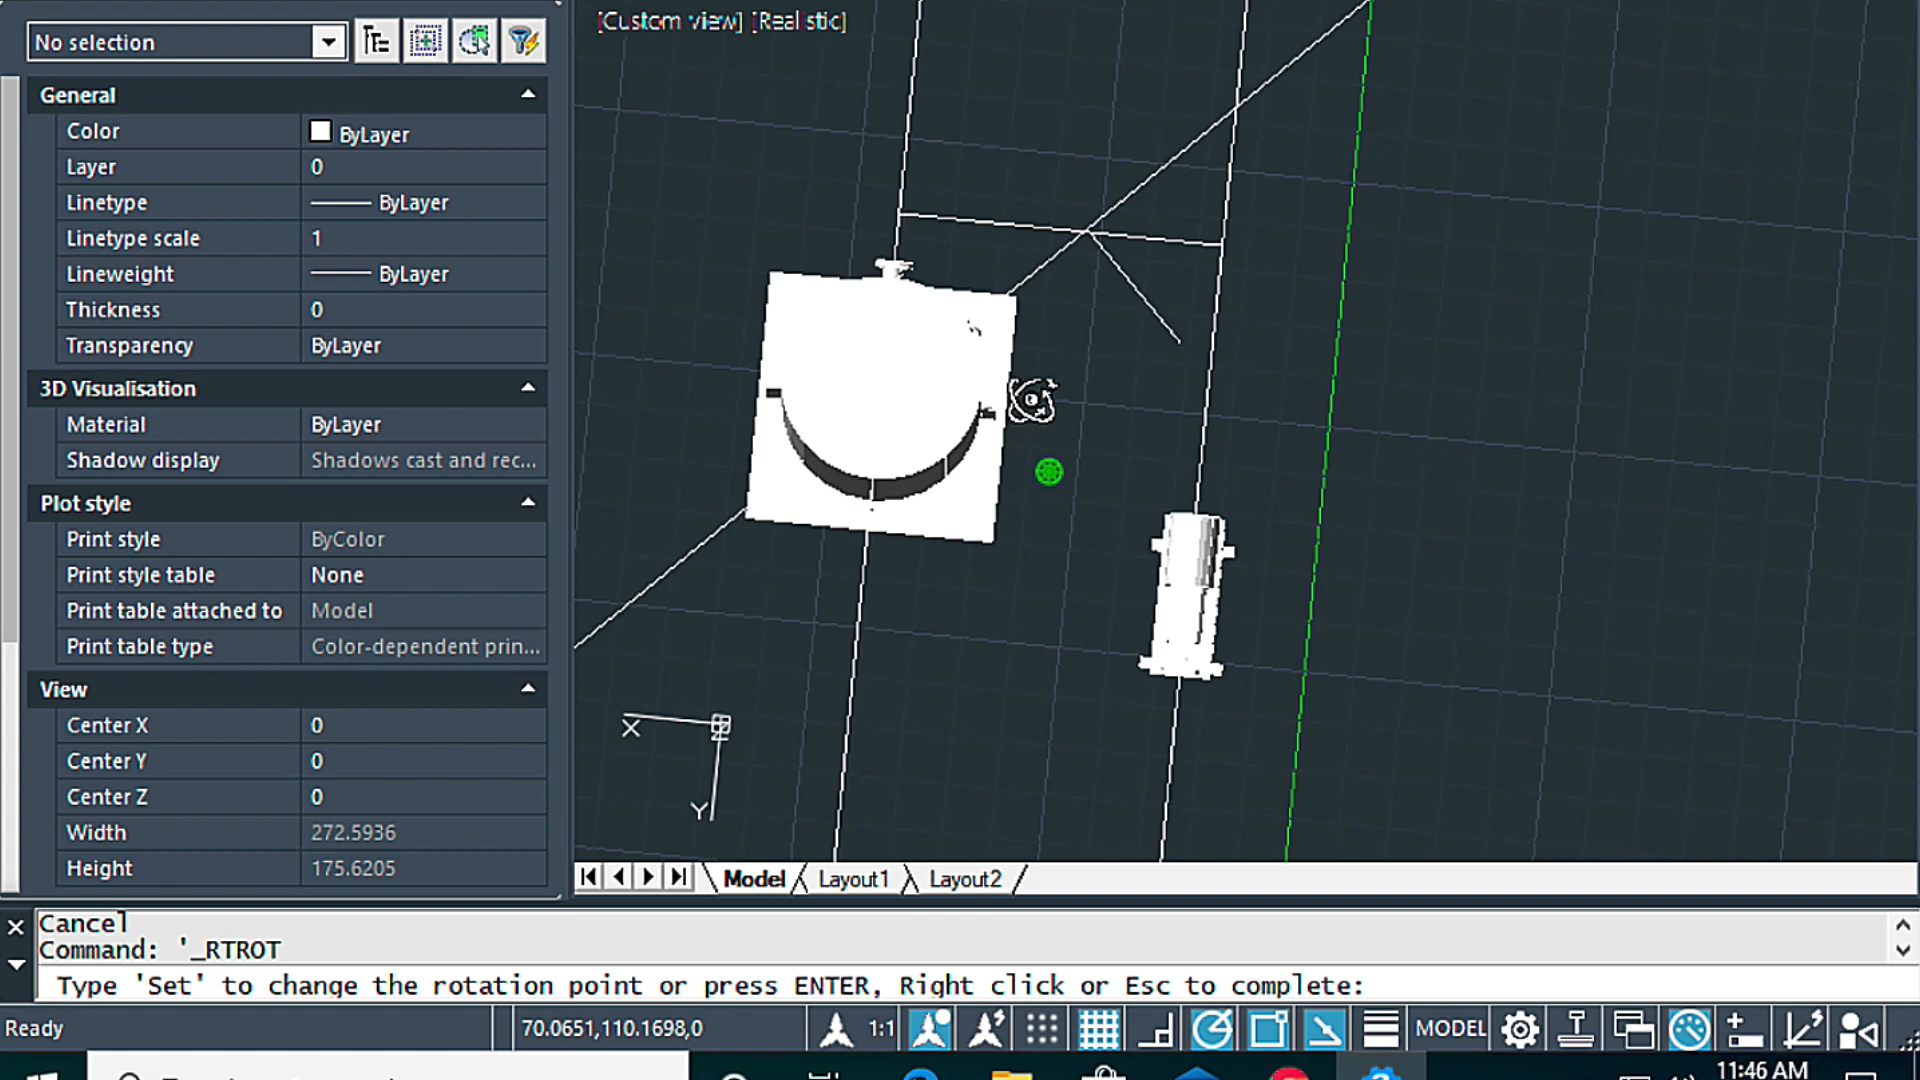 No selection
[Custom view] [Realistic]
General
Color ByLayer
Layer 0
Linetype ByLayer
Linetype scale 1
Lineweight ByLayer
Thickness 0
Transparency ByLayer
3D Visualisation
Material ByLayer
Shadow display Shadows cast and rec...
Plot style
Print style ByColor
Print style table None
Print table attached to Model
Print table type Color-dependent prin...
View
Center X 0
Center Y 0
Center Z 0
Width 272.5936
Height 175.6205
X
Y
Z
Model Layout1 Layout2
Cancel
Command: '_RTROT
Type 'Set' to change the rotation point or press ENTER, Right click or Esc to complete:
Ready 70.0651,110.1698,0 1:1 MODEL
11:46 AM